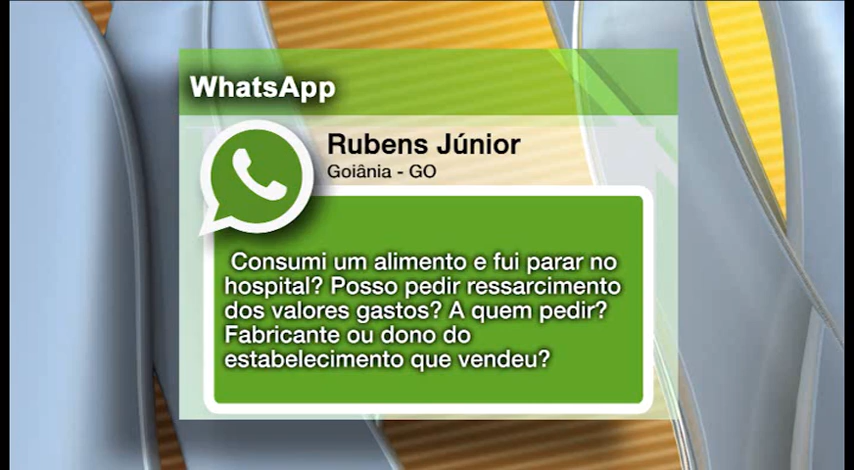 WhatsApp
Rubens Júnior
Goiânia - GO
Consumi um alimento e fui parar no
hospital? Posso pedir ressarcimento
dos valores gastos? A quem pedir?
Fabricante ou dono do
estabelecimento que vendeu?